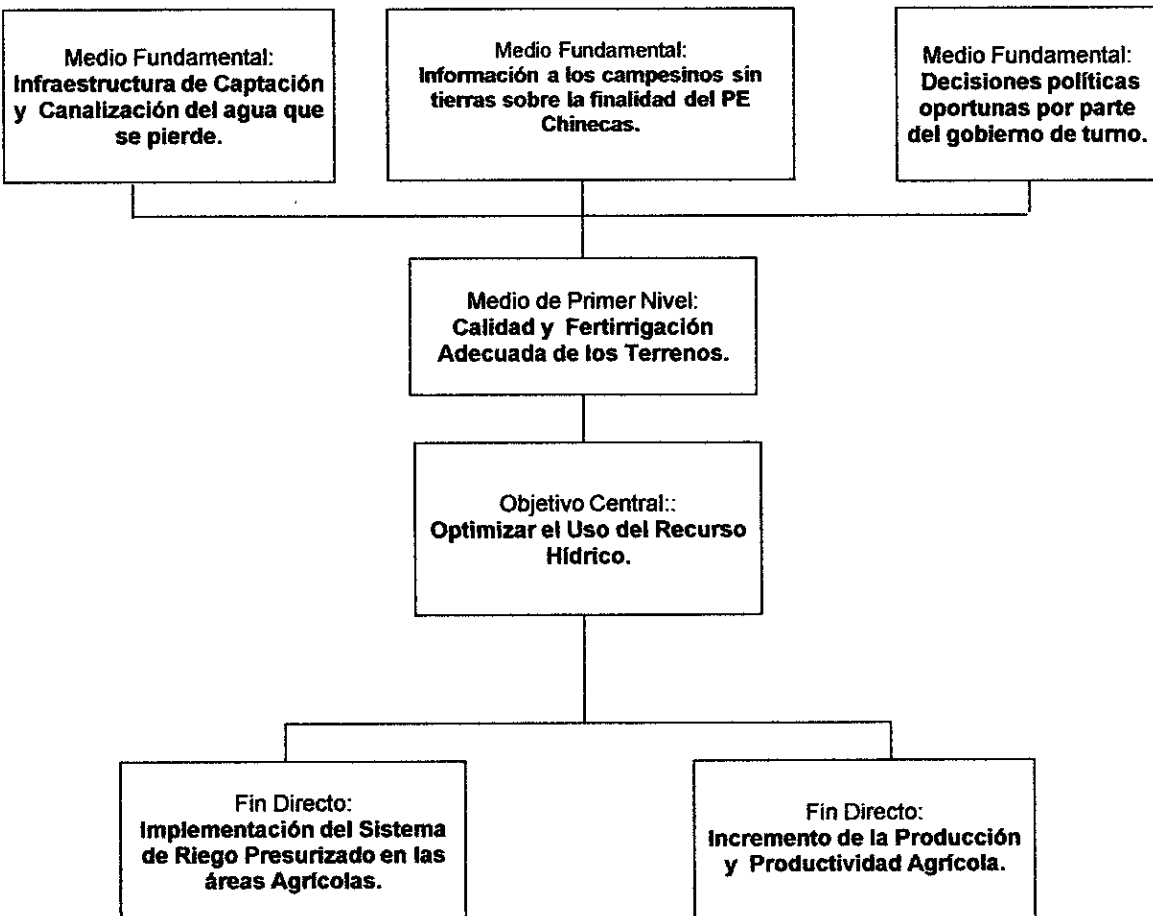 Medio Fundamental:
Infraestructura de Captación
y Canalización del agua que
se pierde.
Medio Fundamental:
Información a los campesinos sin
tierras sobre la finalidad del PE
Chinecas.
Medio Fundamental:
Decisiones políticas
oportunas por parte
del gobierno de turno.
Medio de Primer Nivel:
Calidad y Fertirrigación
Adecuada de los Terrenos.
Objetivo Central::
Optimizar el Uso del Recurso
Hídrico.
Fin Directo:
Implementación del Sistema
de Riego Presurizado en las
áreas Agrícolas.
Fin Directo:
Incremento de la Producción
y Productividad Agrícola.